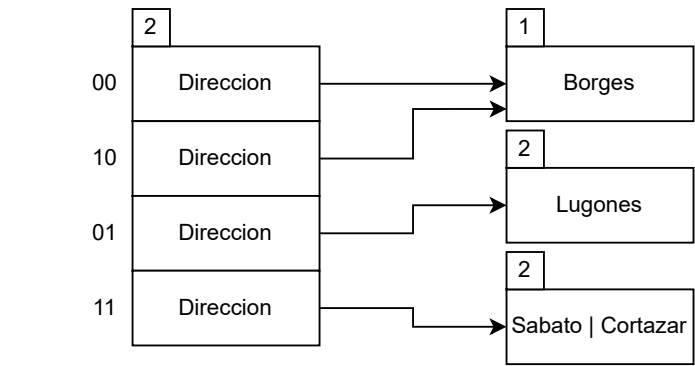 2
00 Direccion
10 Direccion
01 Direccion
11 Direccion
1
Borges
2
Lugones
2
Sabato | Cortazar